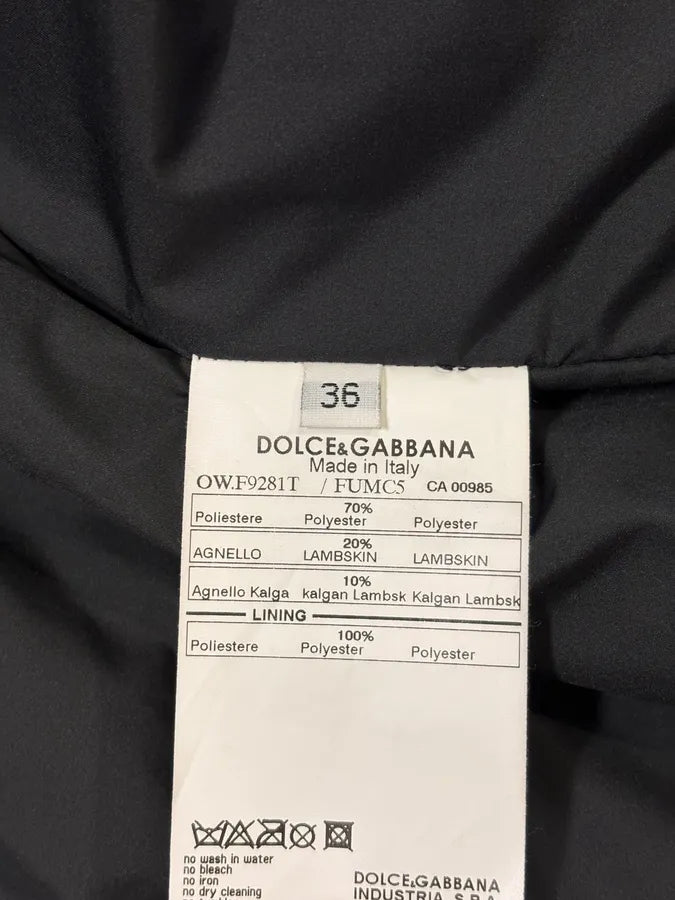 36
DOLCE&GABBANA
Made in Italy
OW.F9281T / FUMC5 CA 00985
70%
Poliestere Polyester Polyester
20%
AGNELLO LAMBSKIN LAMBSKIN
10%
Agnello Kalga kalgan Lambsk Kalgan Lambsk
LINING
100%
Poliestere Polyester Polyester
no wash in water
no bleach
no iron
no dry cleaning
DOLCE&GABBANA
INDUSTRIA S.P.A.